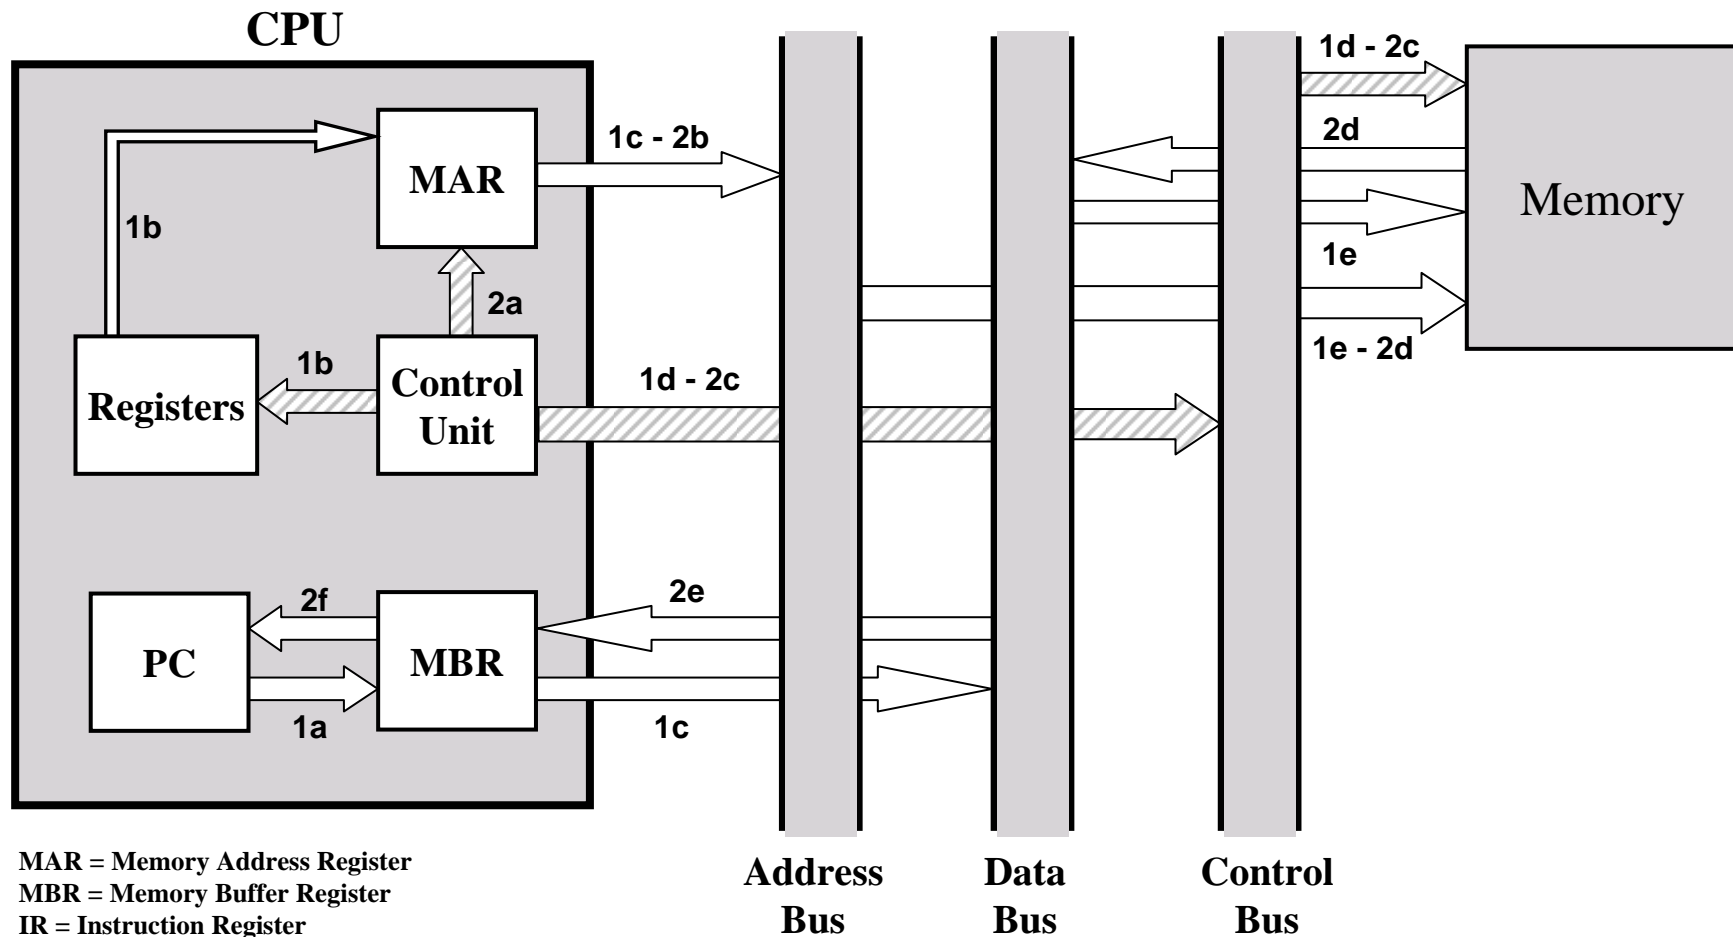 CPU
1d - 2c
1c - 2b
2d
MAR
Memory
1b
1e
2a
1b
1d - 2c
1e - 2d
Registers
Control
Unit
2f
2e
PC
MBR
1a
1c
MAR = Memory Address Register
MBR = Memory Buffer Register
IR = Instruction Register
Address
Bus
Data
Bus
Control
Bus